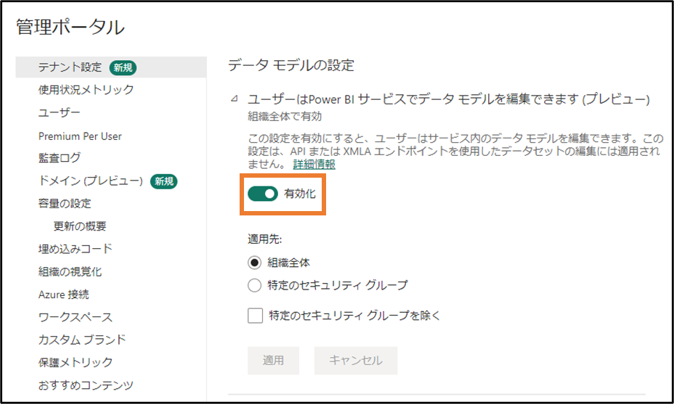 管理ポータル
テナント設定 新規
使用状況メトリック
ユーザー
Premium Per User
監査ログ
ドメイン (プレビュー) 新規
容量の設定
更新の概要
埋め込みコード
組織の視覚化
Azure 接続
ワークスペース
カスタム ブランド
保護メトリック
おすすめコンテンツ
データ モデルの設定
ユーザーはPower BI サービスでデータ モデルを編集できます (プレビュー)
組織全体で有効
この設定を有効にすると、ユーザーはサービス内のデータ モデルを編集できます。この
設定は、API または XMLA エンドポイントを使用したデータセットの編集には適用され
ません。 詳細情報
有効化
適用先:
組織全体
特定のセキュリティ グループ
特定のセキュリティ グループを除く
適用 キャンセル